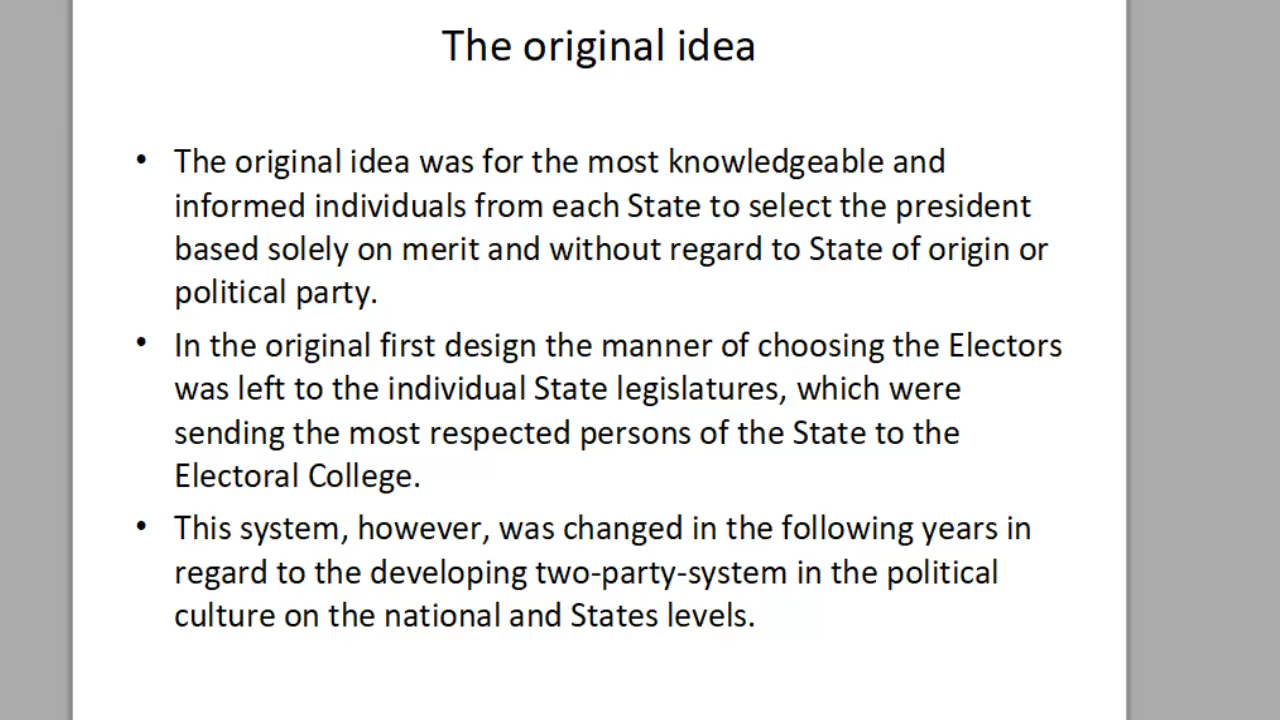 The original idea
• The original idea was for the most knowledgeable and
informed individuals from each State to select the president
based solely on merit and without regard to State of origin or
political party.
• In the original first design the manner of choosing the Electors
was left to the individual State legislatures, which were
sending the most respected persons of the State to the
Electoral College.
• This system, however, was changed in the following years in
regard to the developing two-party-system in the political
culture on the national and States levels.